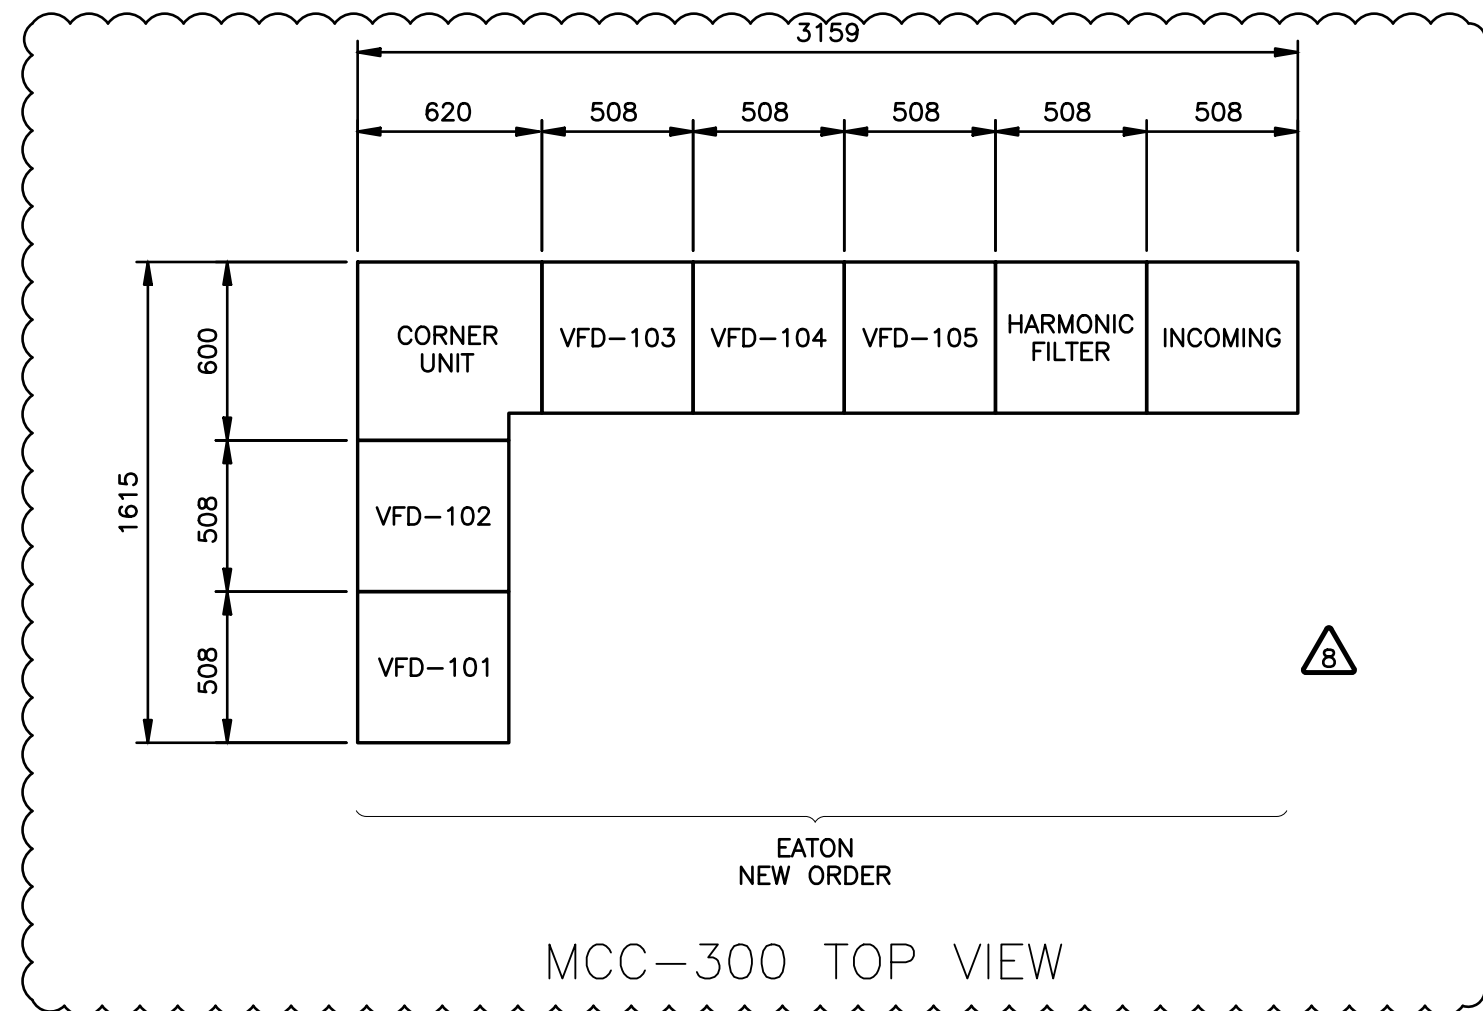 3159
620 508 508 508 508 508
600
508
508
1615
CORNER
UNIT
VFD-103
VFD-104
VFD-105
HARMONIC
FILTER
INCOMING
VFD-102
VFD-101
8
EATON
NEW ORDER
MCC-300 TOP VIEW